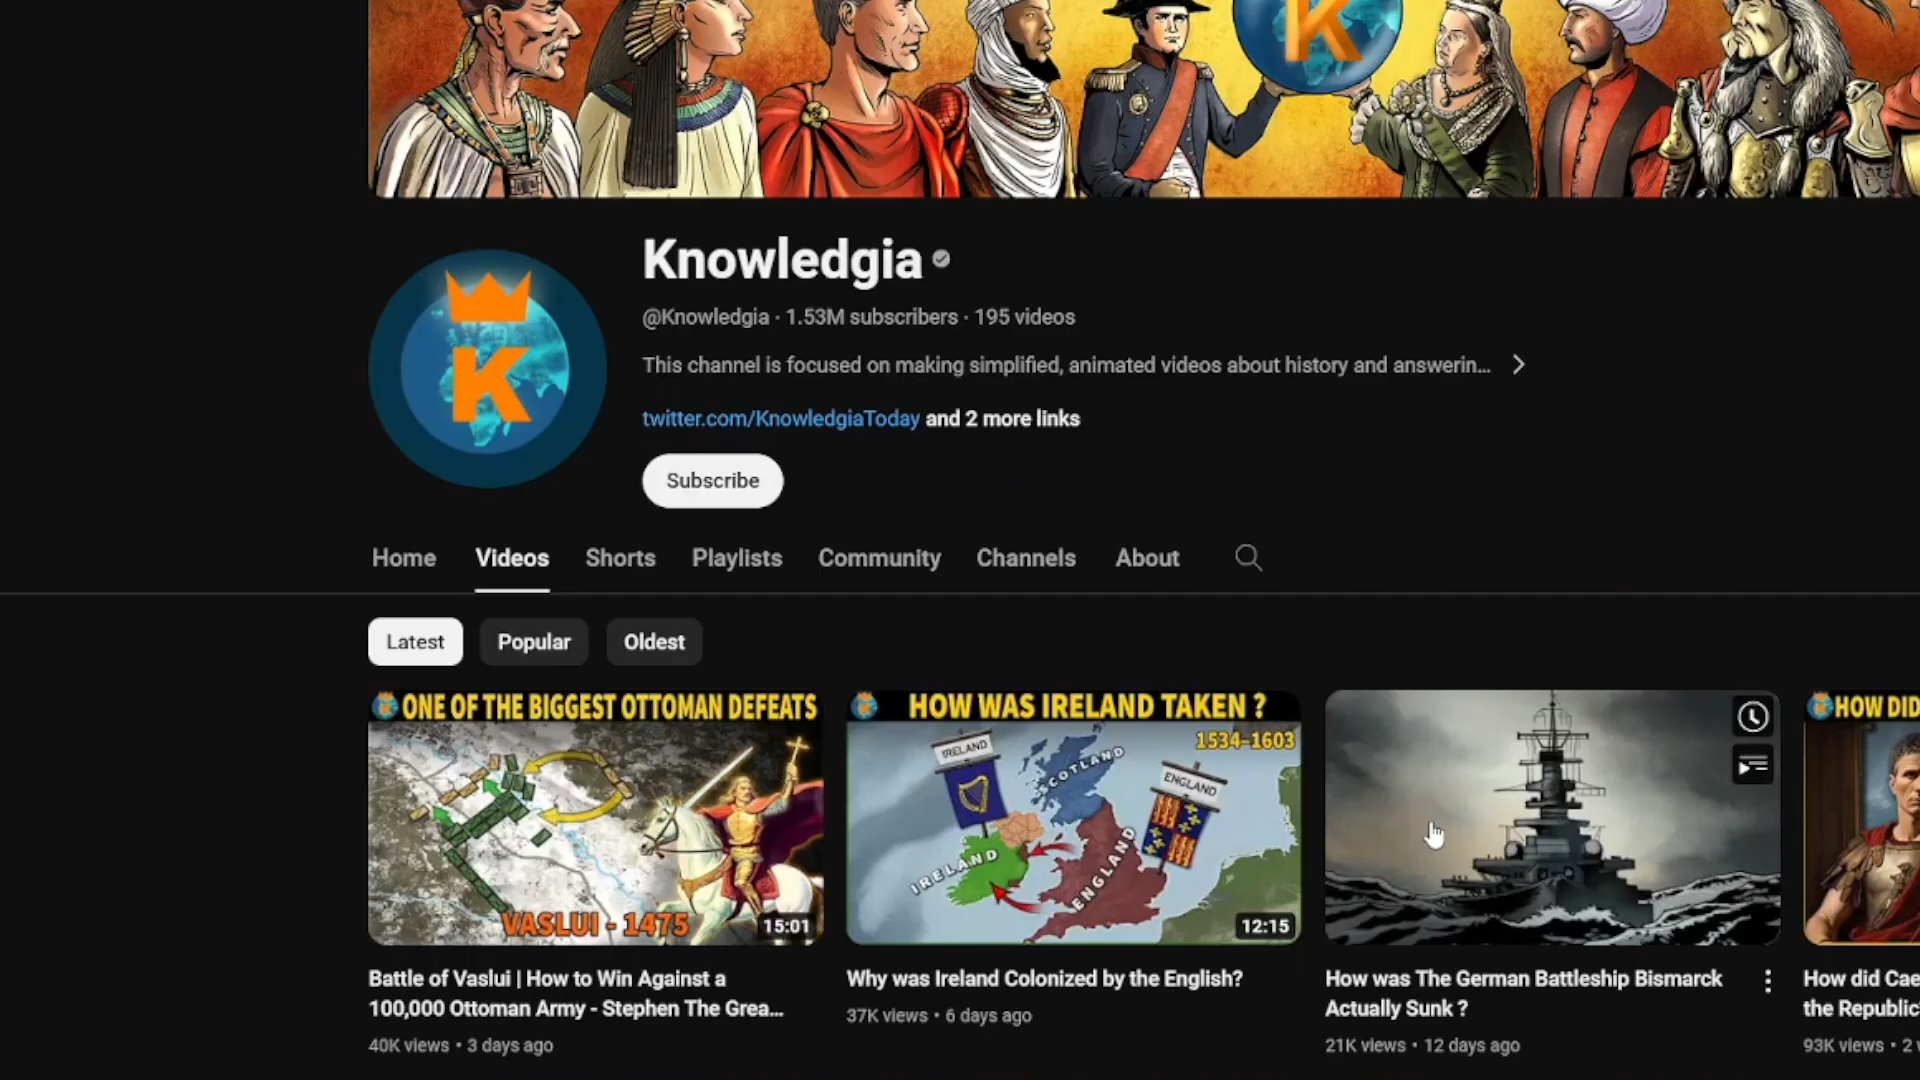 K
Knowledgia
@Knowledgia · 1.53M subscribers · 195 videos
This channel is focused on making simplified, animated videos about history and answerin...
twitter.com/KnowledgiaToday and 2 more links
Subscribe
K
Home Videos Shorts Playlists Community Channels About
Latest Popular Oldest
ONE OF THE BIGGEST OTTOMAN DEFEATS
VASLUI - 1475
15:01
HOW WAS IRELAND TAKEN ?
1534-1603
IRELAND
SCOTLAND
ENGLAND
IRELAND
ENGLAND
12:15
HOW DID
Battle of Vaslui | How to Win Against a
100,000 Ottoman Army - Stephen The Grea...
40K views • 3 days ago
Why was Ireland Colonized by the English?
37K views • 6 days ago
How was The German Battleship Bismarck
Actually Sunk ?
21K views • 12 days ago
How did Cae
the Republic
93K views • 2